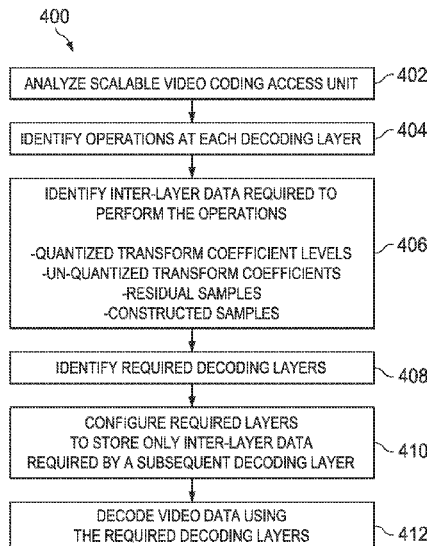 400
ANALYZE SCALABLE VIDEO CODING ACCESS UNIT
402
IDENTIFY OPERATIONS AT EACH DECODING LAYER
404
IDENTIFY INTER-LAYER DATA REQUIRED TO
PERFORM THE OPERATIONS
-QUANTIZED TRANSFORM COEFFICIENT LEVELS
-UN-QUANTIZED TRANSFORM COEFFICIENTS
-RESIDUAL SAMPLES
-CONSTRUCTED SAMPLES
406
IDENTIFY REQUIRED DECODING LAYERS
408
CONFIGURE REQUIRED LAYERS
TO STORE ONLY INTER-LAYER DATA
REQUIRED BY A SUBSEQUENT DECODING LAYER
410
DECODE VIDEO DATA USING
THE REQUIRED DECODING LAYERS
412